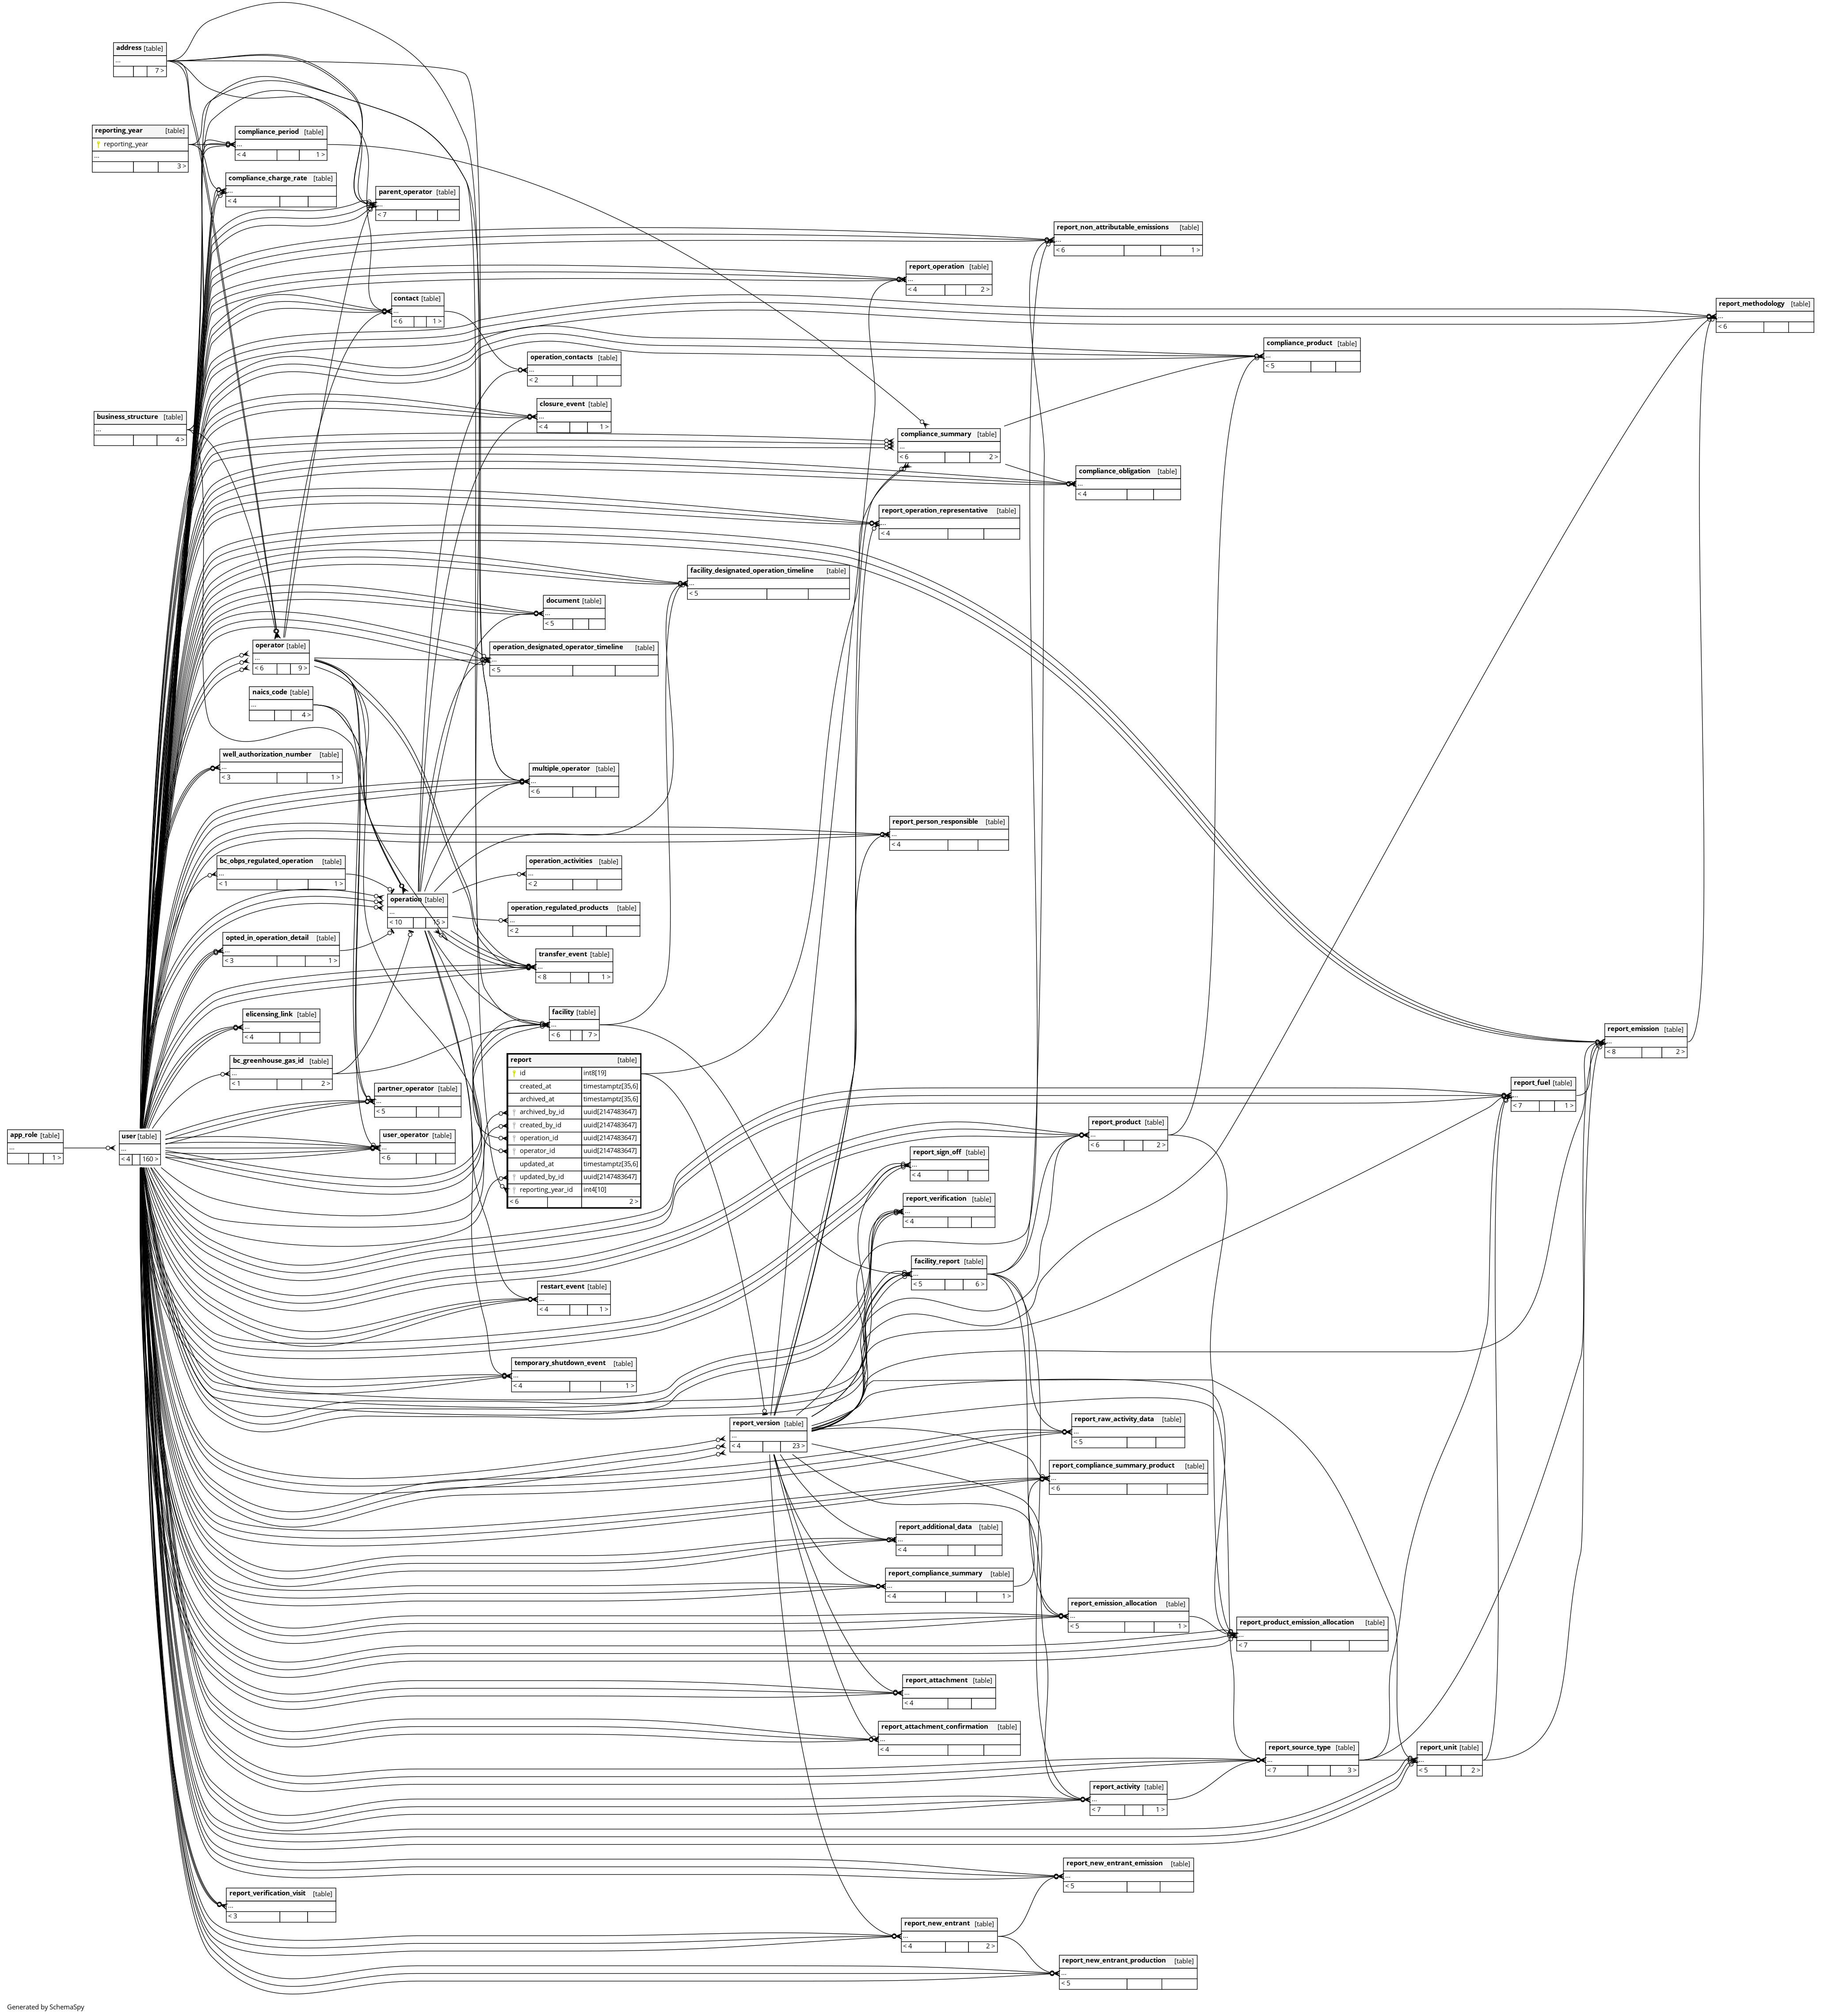 address [table]
...
7 >
reporting_year [table]
reporting_year
...
3 >
compliance_period [table]
...
< 4 1 >
compliance_charge_rate [table]
...
< 4
parent_operator [table]
...
< 7
report_non_attributable_emissions [table]
...
< 6 1 >
report_operation [table]
...
< 4 2 >
contact [table]
...
< 6 1 >
report_methodology [table]
...
< 6
compliance_product [table]
...
< 5
operation_contacts [table]
...
< 2
closure_event [table]
...
< 4 1 >
business_structure [table]
...
4 >
compliance_summary [table]
...
< 6 2 >
compliance_obligation [table]
...
< 4
report_operation_representative [table]
...
< 4
facility_designated_operation_timeline [table]
...
< 5
document [table]
...
< 5
operator [table]
...
< 6 9 >
operation_designated_operator_timeline [table]
...
< 5
naics_code [table]
...
4 >
well_authorization_number [table]
...
< 3 1 >
multiple_operator [table]
...
< 6
report_person_responsible [table]
...
< 4
bc_obps_regulated_operation [table]
...
< 1 1 >
operation_activities [table]
...
< 2
operation [table]
...
< 10 15 >
operation_regulated_products [table]
...
< 2
opted_in_operation_detail [table]
...
< 3 1 >
transfer_event [table]
...
< 8 1 >
elicensing_link [table]
...
< 4
facility [table]
...
< 6 7 >
report_emission [table]
...
< 8 2 >
bc_greenhouse_gas_id [table]
...
< 1 2 >
report [table]
id int8[19]
created_at timestamptz[35,6]
archived_at timestamptz[35,6]
archived_by_id uuid[2147483647]
created_by_id uuid[2147483647]
operation_id uuid[2147483647]
operator_id uuid[2147483647]
updated_at timestamptz[35,6]
updated_by_id uuid[2147483647]
reporting_year_id int4[10]
< 6 2 >
partner_operator [table]
...
< 5
report_fuel [table]
...
< 7 1 >
report_product [table]
...
< 6 2 >
app_role [table]
...
1 >
user [table]
...
< 4 160 >
user_operator [table]
...
< 6
report_sign_off [table]
...
< 4
report_verification [table]
...
< 4
facility_report [table]
...
< 5 6 >
restart_event [table]
...
< 4 1 >
temporary_shutdown_event [table]
...
< 4 1 >
report_version [table]
...
< 4 23 >
report_raw_activity_data [table]
...
< 5
report_compliance_summary_product [table]
...
< 6
report_additional_data [table]
...
< 4
report_compliance_summary [table]
...
< 4 1 >
report_emission_allocation [table]
...
< 5 1 >
report_product_emission_allocation [table]
...
< 7
report_attachment [table]
...
< 4
report_attachment_confirmation [table]
...
< 4
report_source_type [table]
...
< 7 3 >
report_unit [table]
...
< 5 2 >
report_activity [table]
...
< 7 1 >
report_new_entrant_emission [table]
...
< 5
report_verification_visit [table]
...
< 3
report_new_entrant [table]
...
< 4 2 >
report_new_entrant_production [table]
...
< 5
Generated by SchemaSpy